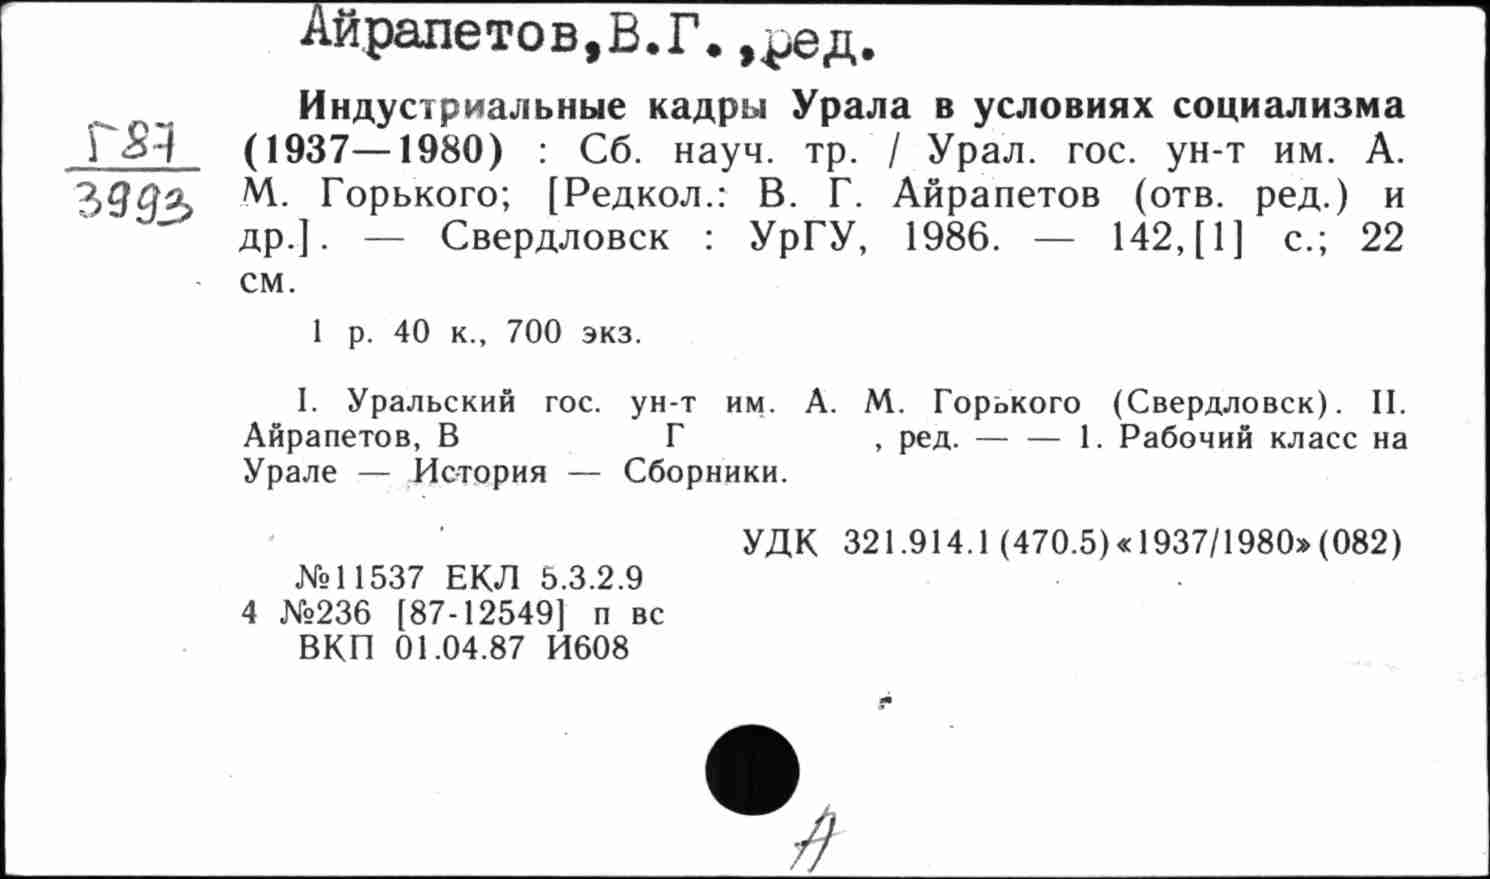 Айрапетов,В.Г.,ред.
Индустриальные кадры Урала в условиях социализма
Г87
(1937—1980) : Сб. науч. тр. / Урал. гос. ун-т им. А.
3993
М. Горького; [Редкол.: В. Г. Айрапетов (отв. ред.) и
др.]. — Свердловск : УрГУ, 1986. — 142,[1] с.; 22
см.
1 р. 40 к., 700 экз.
I. Уральский гос. ун-т им. А. М. Горького (Свердловск). II.
Айрапетов, В Г , ред. — — 1. Рабочий класс на
Урале — История — Сборники.
УДК 321.914.1(470.5)«1937/1980»(082)
№11537 ЕКЛ 5.3.2.9
4 №236 [87-12549] п вс
ВКП 01.04.87 И608
А